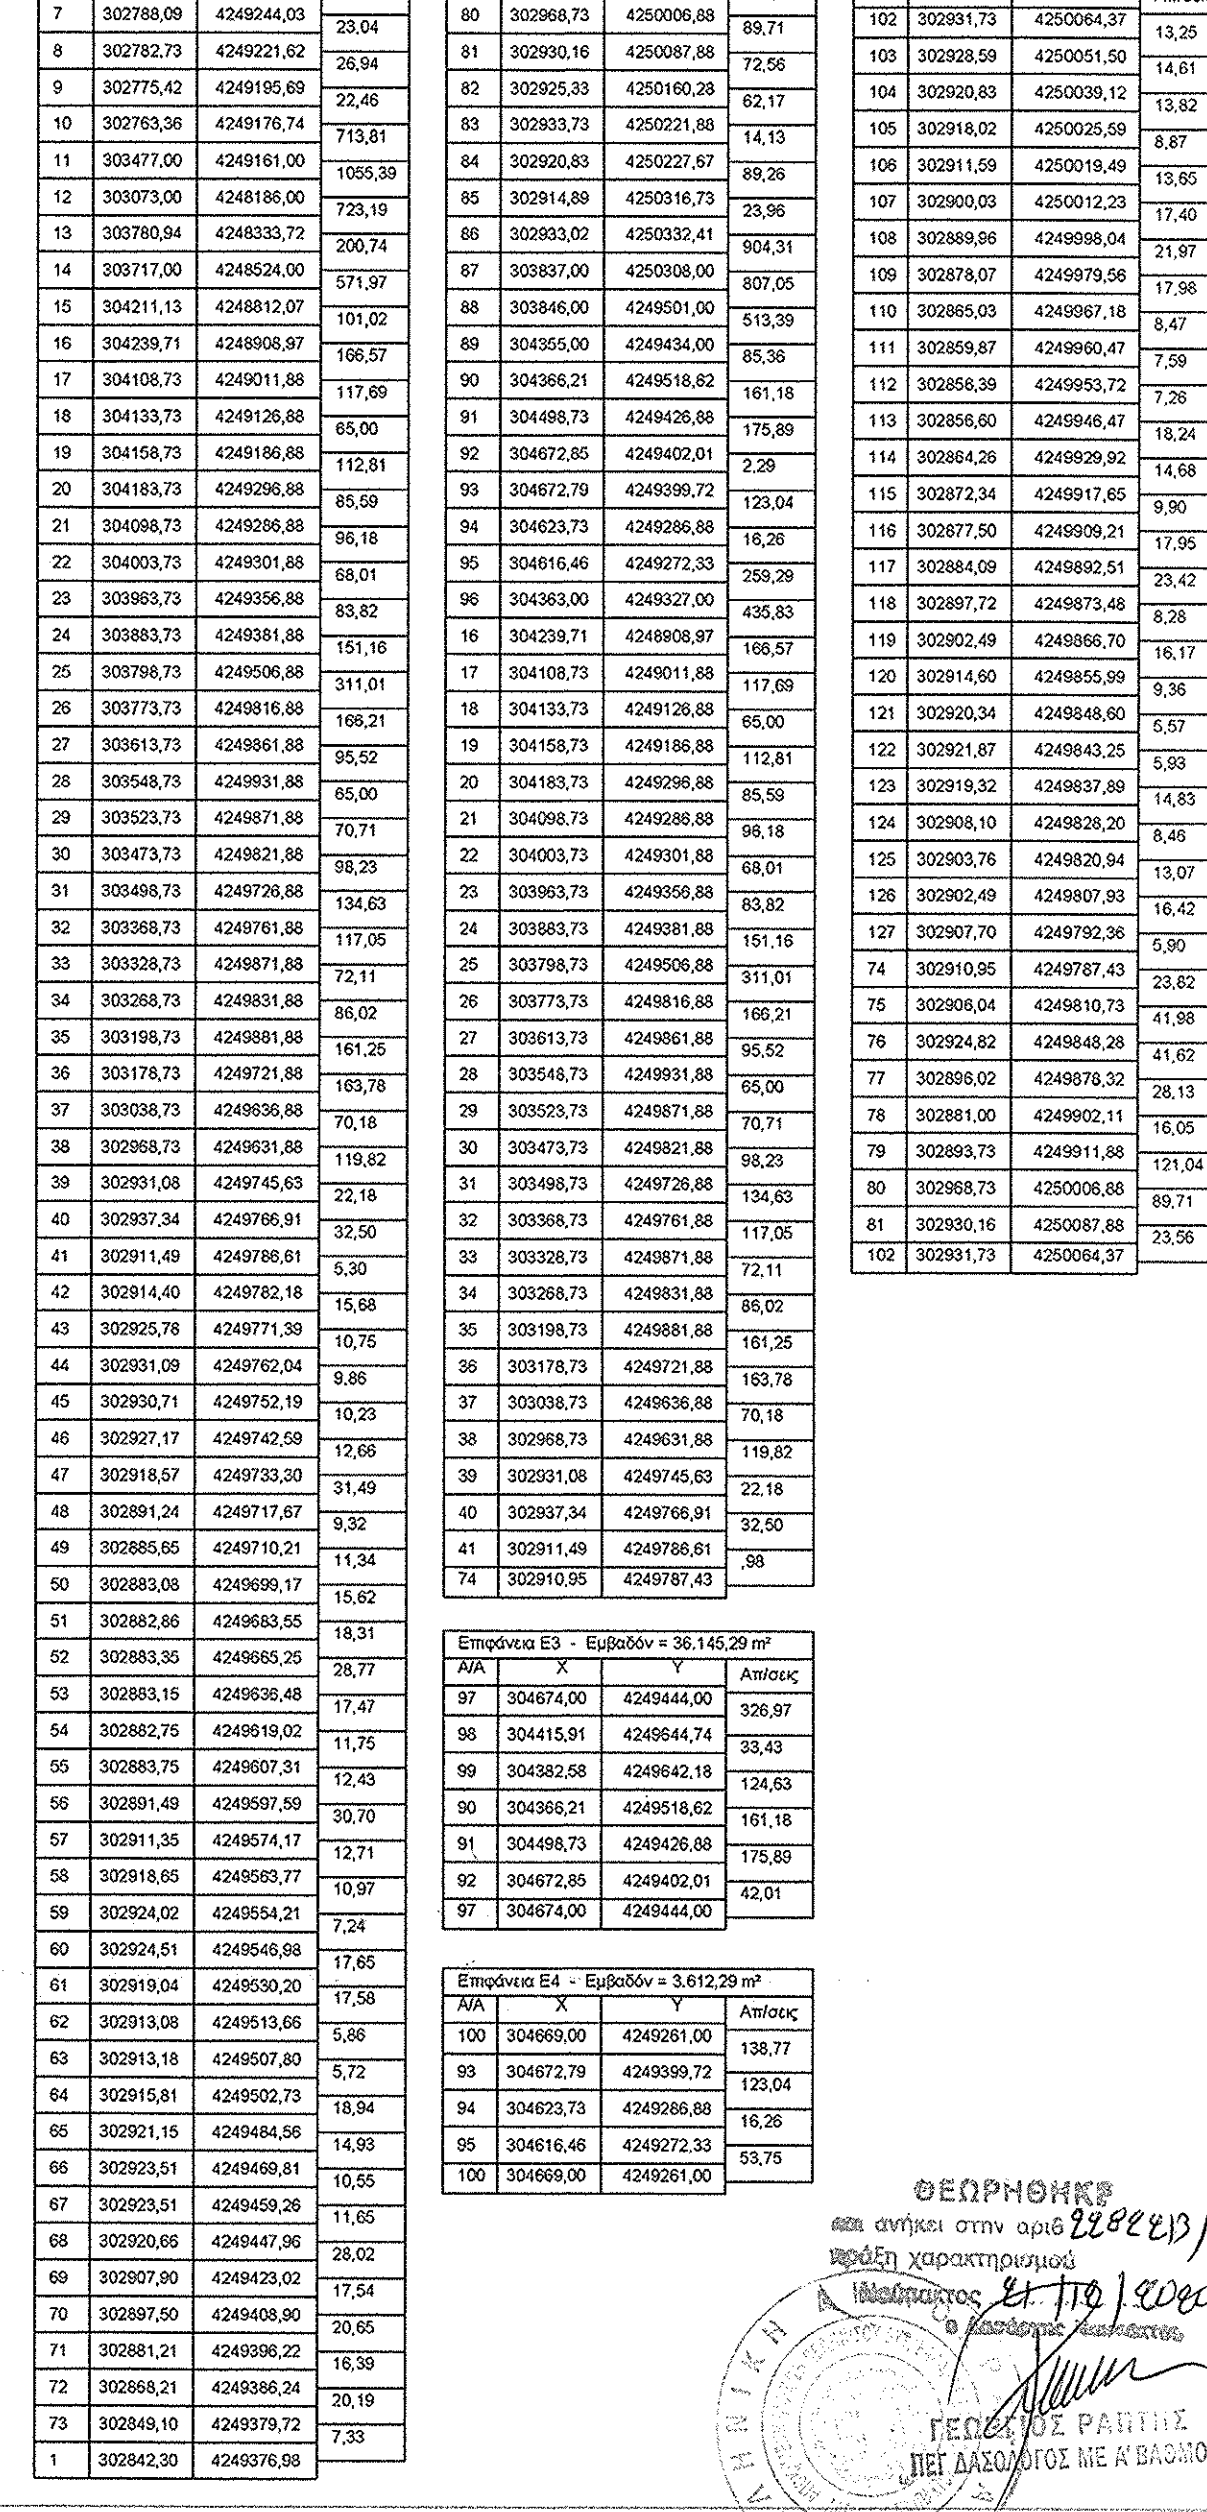 7 302788,09 4249244,03 23,04
8 302782,73 4249221,62 26,94
9 302775,42 4249195,69 22,46
10 302763,36 4249176,74 713,81
11 303477,00 4249161,00 1055,39
12 303073,00 4248186,00 723,19
13 303780,94 4248333,72 200,74
14 303717,00 4248524,00 571,97
15 304211,13 4248812,07 101,02
16 304239,71 4248908,97 166,57
17 304108,73 4249011,88 117,69
18 304133,73 4249126,88 65,00
19 304158,73 4249186,88 112,81
20 304183,73 4249296,88 85,59
21 304098,73 4249286,88 96,18
22 304003,73 4249301,88 68,01
23 303963,73 4249356,88 83,82
24 303883,73 4249381,88 151,16
25 303798,73 4249506,88 311,01
26 303773,73 4249816,88 166,21
27 303613,73 4249861,88 95,52
28 303548,73 4249931,88 65,00
29 303523,73 4249871,88 70,71
30 303473,73 4249821,88 98,23
31 303498,73 4249726,88 134,63
32 303368,73 4249761,88 117,05
33 303328,73 4249871,88 72,11
34 303268,73 4249831,88 86,02
35 303198,73 4249881,88 161,25
36 303178,73 4249721,88 163,78
37 303038,73 4249636,88 70,18
38 302968,73 4249631,88 119,82
39 302931,08 4249745,63 22,18
40 302937,34 4249766,91 32,50
41 302911,49 4249786,61 5,30
42 302914,40 4249782,18 15,68
43 302925,78 4249771,39 10,75
44 302931,09 4249762,04 9,86
45 302930,71 4249752,19 10,23
46 302927,17 4249742,59 12,66
47 302918,57 4249733,30 31,49
48 302891,24 4249717,67 9,32
49 302885,65 4249710,21 11,34
50 302883,08 4249699,17 15,62
51 302882,86 4249683,55 18,31
52 302883,35 4249665,25 28,77
53 302883,15 4249636,48 17,47
54 302882,75 4249619,02 11,75
55 302883,75 4249607,31 12,43
56 302891,49 4249597,59 30,70
57 302911,35 4249574,17 12,71
58 302918,65 4249563,77 10,97
59 302924,02 4249554,21 7,24
60 302924,51 4249546,98 17,65
61 302919,04 4249530,20 17,58
62 302913,08 4249513,66 5,86
63 302913,18 4249507,80 5,72
64 302915,81 4249502,73 18,94
65 302921,15 4249484,56 14,93
66 302923,51 4249469,81 10,55
67 302923,51 4249459,26 11,65
68 302920,66 4249447,96 28,02
69 302907,90 4249423,02 17,54
70 302897,50 4249408,90 20,65
71 302881,21 4249396,22 16,39
72 302868,21 4249386,24 20,19
73 302849,10 4249379,72 7,33
1 302842,30 4249376,98
80 302968,73 4250006,88 89,71
81 302930,16 4250087,88 72,56
82 302925,33 4250160,28 62,17
83 302933,73 4250221,88 14,13
84 302920,83 4250227,67 89,26
85 302914,89 4250316,73 23,96
86 302933,02 4250332,41 904,31
87 303837,00 4250308,00 807,05
88 303846,00 4249501,00 513,39
89 304355,00 4249434,00 85,36
90 304366,21 4249518,62 161,18
91 304498,73 4249426,88 175,89
92 304672,85 4249402,01 2,29
93 304672,79 4249399,72 123,04
94 304623,73 4249286,88 16,26
95 304616,46 4249272,33 259,29
96 304363,00 4249327,00 435,83
16 304239,71 4248908,97 166,57
17 304108,73 4249011,88 117,69
18 304133,73 4249126,88 65,00
19 304158,73 4249186,88 112,81
20 304183,73 4249296,88 85,59
21 304098,73 4249286,88 96,18
22 304003,73 4249301,88 68,01
23 303963,73 4249356,88 83,82
24 303883,73 4249381,88 151,16
25 303798,73 4249506,88 311,01
26 303773,73 4249816,88 166,21
27 303613,73 4249861,88 95,52
28 303548,73 4249931,88 65,00
29 303523,73 4249871,88 70,71
30 303473,73 4249821,88 98,23
31 303498,73 4249726,88 134,63
32 303368,73 4249761,88 117,05
33 303328,73 4249871,88 72,11
34 303268,73 4249831,88 86,02
35 303198,73 4249881,88 161,25
36 303178,73 4249721,88 163,78
37 303038,73 4249636,88 70,18
38 302968,73 4249631,88 119,82
39 302931,08 4249745,63 22,18
40 302937,34 4249766,91 32,50
41 302911,49 4249786,61 ,98
74 302910,95 4249787,43
Επιφάνεια Ε3 - Εμβαδόν = 36.145,29 m²
Α/Α X Y Απ/σεις
97 304674,00 4249444,00 326,97
98 304415,91 4249644,74 33,43
99 304382,58 4249642,18 124,63
90 304366,21 4249518,62 161,18
91 304498,73 4249426,88 175,89
92 304672,85 4249402,01 42,01
97 304674,00 4249444,00
Επιφάνεια Ε4 - Εμβαδόν = 3.612,29 m²
Α/Α X Y Απ/σεις
100 304669,00 4249261,00 138,77
93 304672,79 4249399,72 123,04
94 304623,73 4249286,88 16,26
95 304616,46 4249272,33 53,75
100 304669,00 4249261,00
102 302931,73 4250064,37 13,25
103 302928,59 4250051,50 14,61
104 302920,83 4250039,12 13,82
105 302918,02 4250025,59 8,87
106 302911,59 4250019,49 13,65
107 302900,03 4250012,23 17,40
108 302889,96 4249998,04 21,97
109 302878,07 4249979,56 17,98
110 302865,03 4249967,18 8,47
111 302859,87 4249960,47 7,59
112 302856,39 4249953,72 7,26
113 302856,60 4249946,47 18,24
114 302864,26 4249929,92 14,68
115 302872,34 4249917,65 9,90
116 302877,50 4249909,21 17,95
117 302884,09 4249892,51 23,42
118 302897,72 4249873,48 8,28
119 302902,49 4249866,70 16,17
120 302914,60 4249855,99 9,36
121 302920,34 4249848,60 5,57
122 302921,87 4249843,25 5,93
123 302919,32 4249837,89 14,83
124 302908,10 4249828,20 8,46
125 302903,76 4249820,94 13,07
126 302902,49 4249807,93 16,42
127 302907,70 4249792,36 5,90
74 302910,95 4249787,43 23,82
75 302906,04 4249810,73 41,98
76 302924,82 4249848,28 41,62
77 302896,02 4249878,32 28,13
78 302881,00 4249902,11 16,05
79 302893,73 4249911,88 121,04
80 302968,73 4250006,88 89,71
81 302930,16 4250087,88 23,56
102 302931,73 4250064,37
ΘΕΩΡΗΘΗΚΕ
και ανήκει στην αριθ
πράξη χαρακτηρισμού
Ναύπακτος 21/12/202
ο Δασάρχης Ναυπάκτου
ΓΕΩΡΓΙΟΣ ΡΑΠΤΗΣ
ΠΕΓ ΔΑΣΟΛΟΓΟΣ ΜΕ Α' ΒΑΘΜΟ